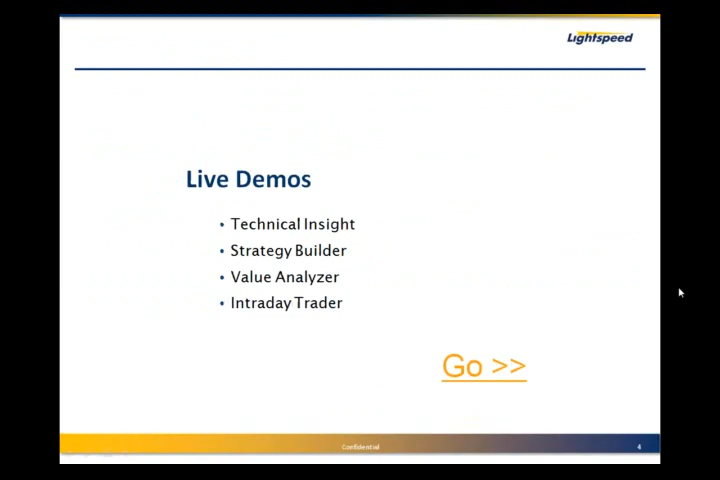 Lightspeed
Live Demos
• Technical Insight
• Strategy Builder
• Value Analyzer
• Intraday Trader
Go >>
Confidential
4